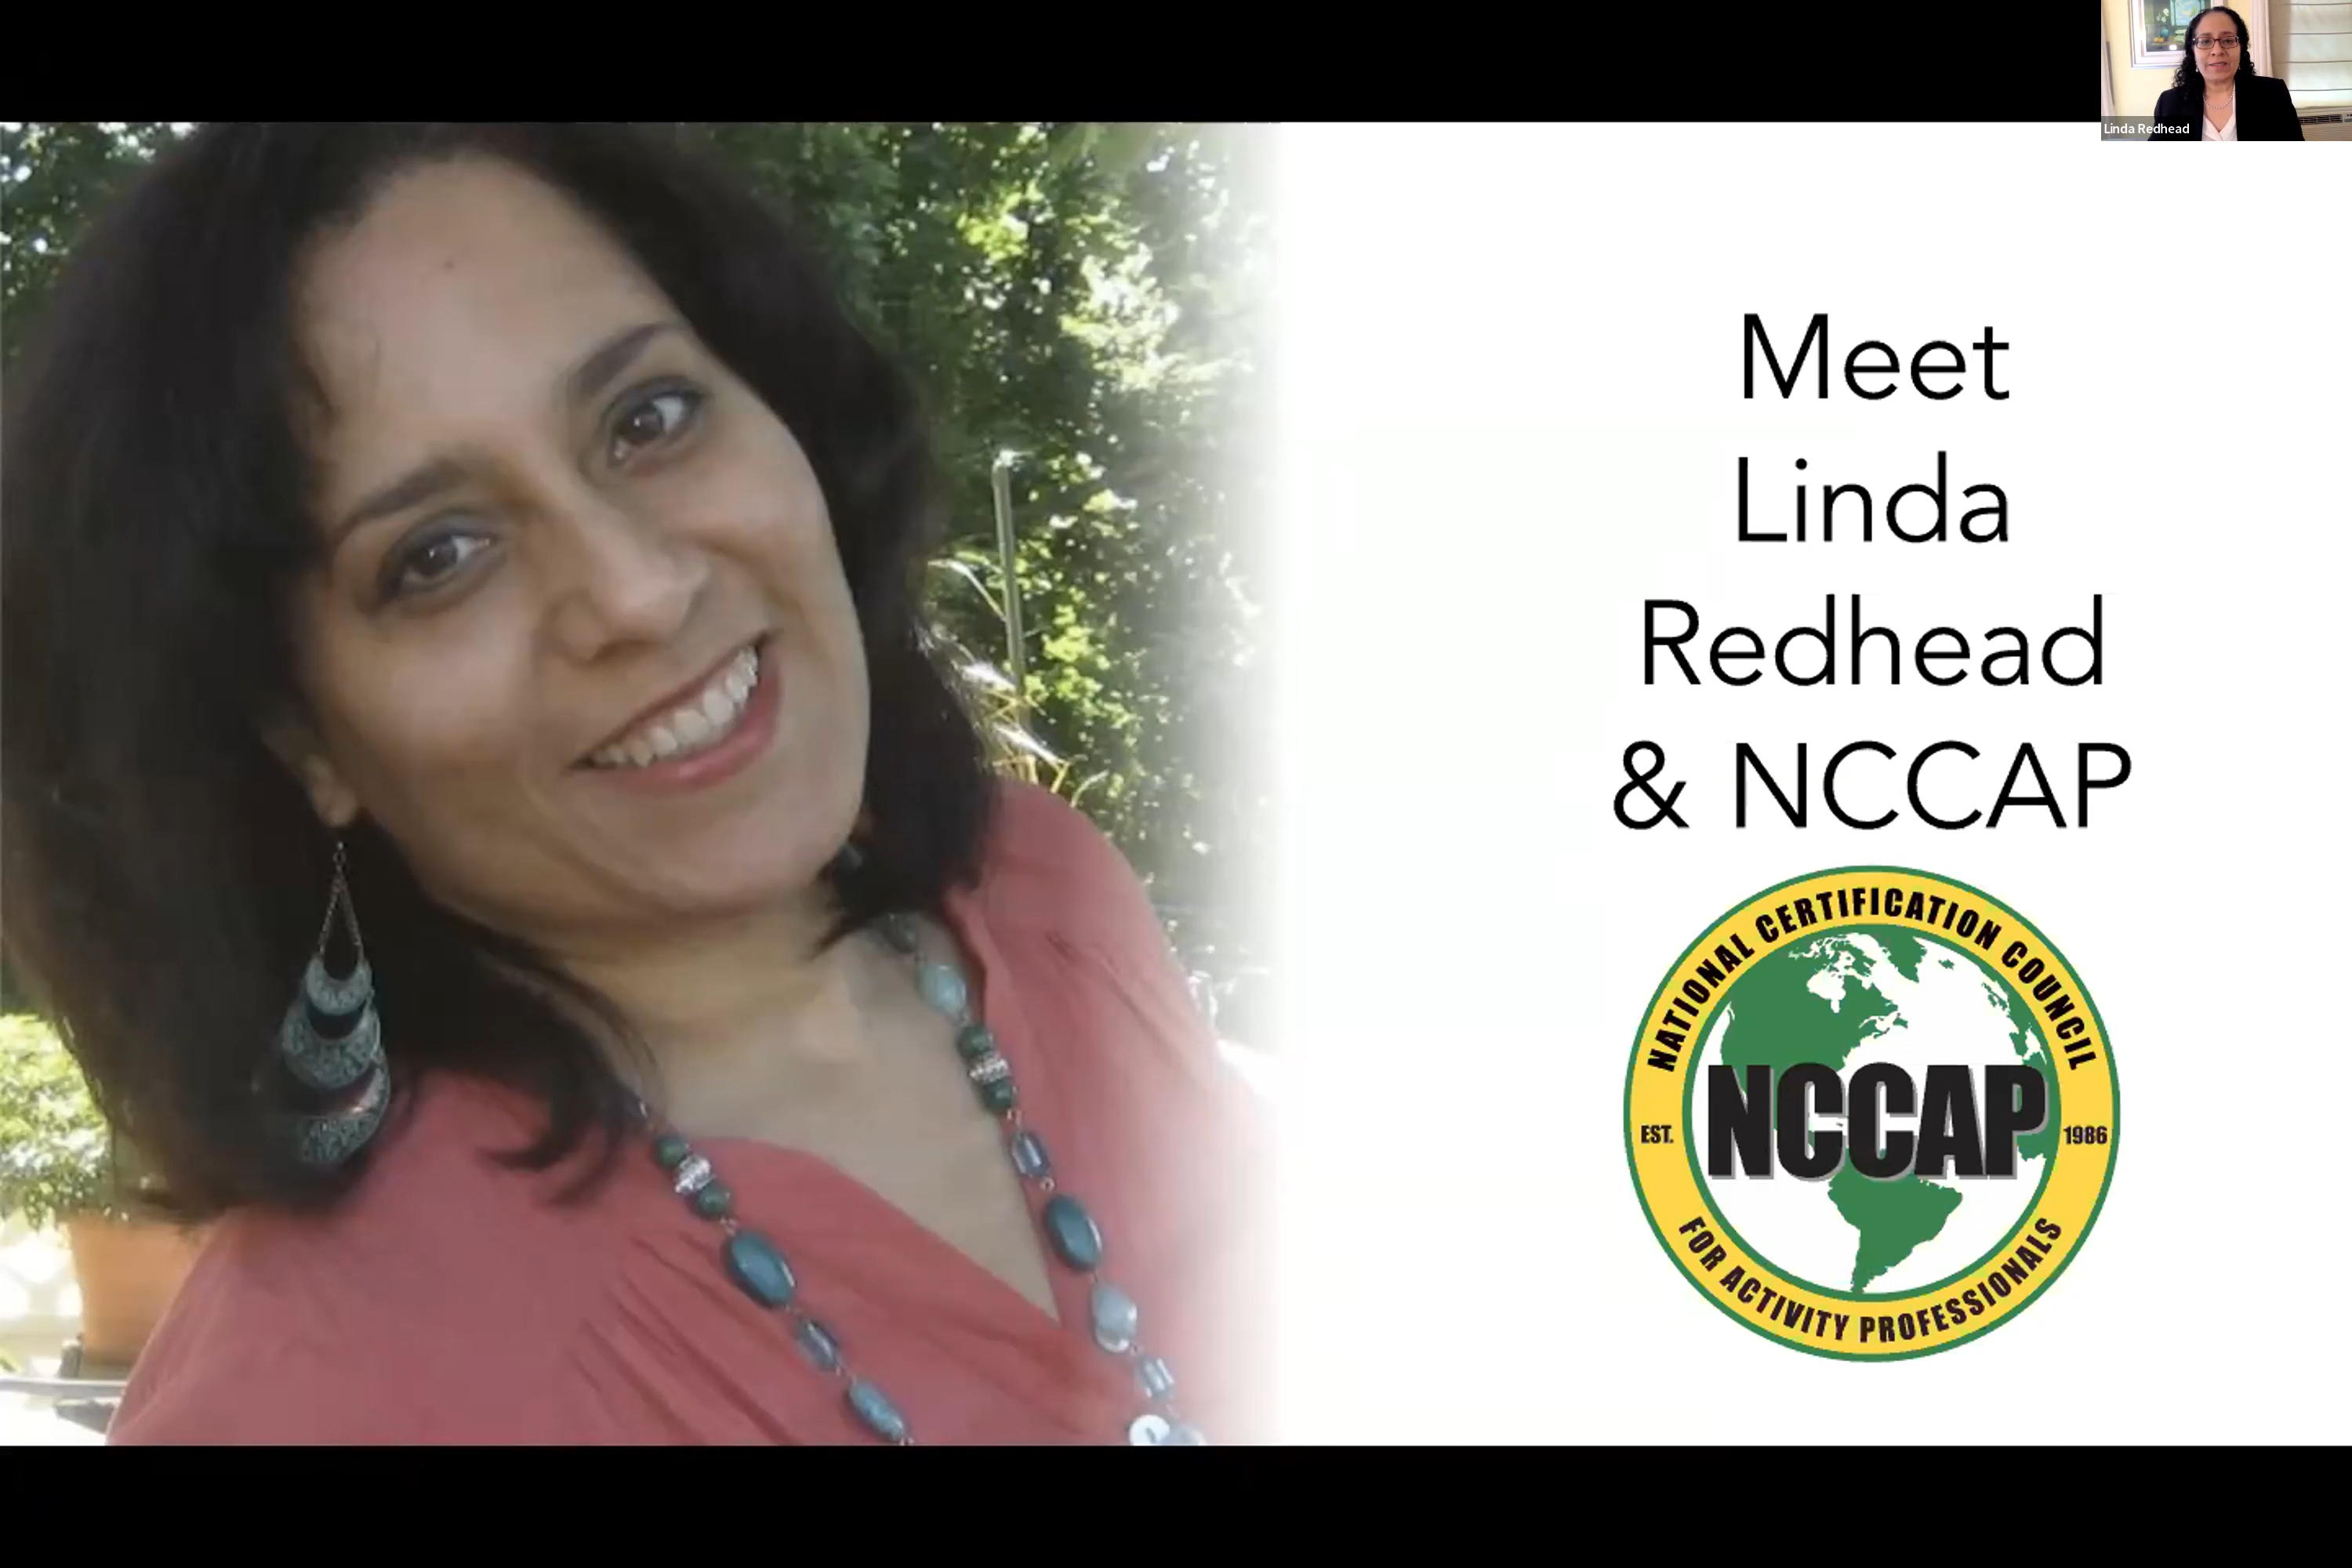 Linda Redhead
Meet
Linda
Redhead
& NCCAP
NATIONAL CERTIFICATION COUNCIL
EST.
NCCAP
1986
FOR ACTIVITY PROFESSIONALS